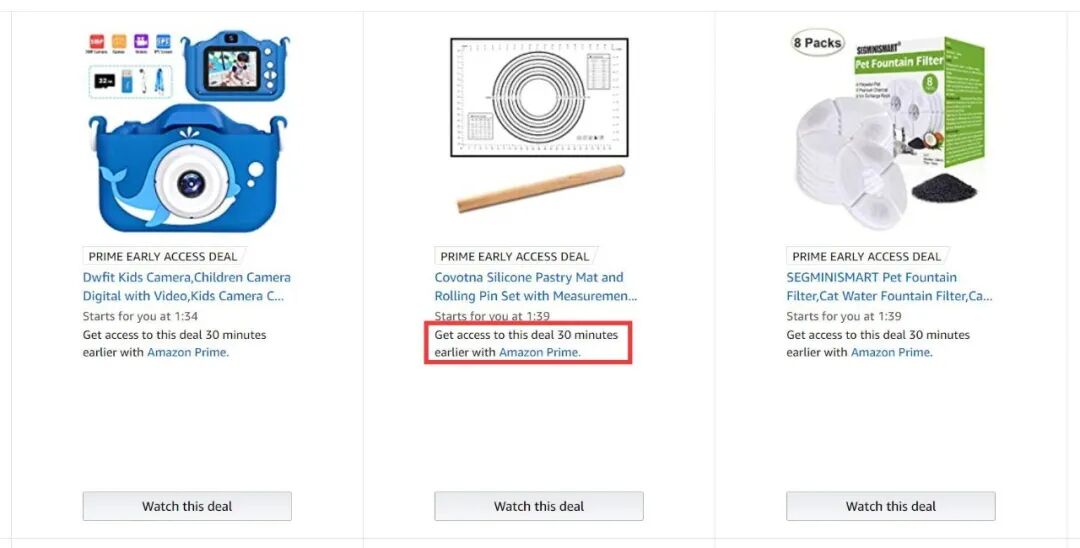 8 Packs
SEGMINISMART®
Pet Fountain Filter
8
32
PRIME EARLY ACCESS DEAL
Dwfit Kids Camera,Children Camera
Digital with Video,Kids Camera C...
Starts for you at 1:34
Get access to this deal 30 minutes
earlier with Amazon Prime.
Watch this deal
PRIME EARLY ACCESS DEAL
Covotna Silicone Pastry Mat and
Rolling Pin Set with Measuremen...
Starts for you at 1:39
Get access to this deal 30 minutes
earlier with Amazon Prime.
Watch this deal
PRIME EARLY ACCESS DEAL
SEGMINISMART Pet Fountain
Filter,Cat Water Fountain Filter,Ca...
Starts for you at 1:39
Get access to this deal 30 minutes
earlier with Amazon Prime.
Watch this deal